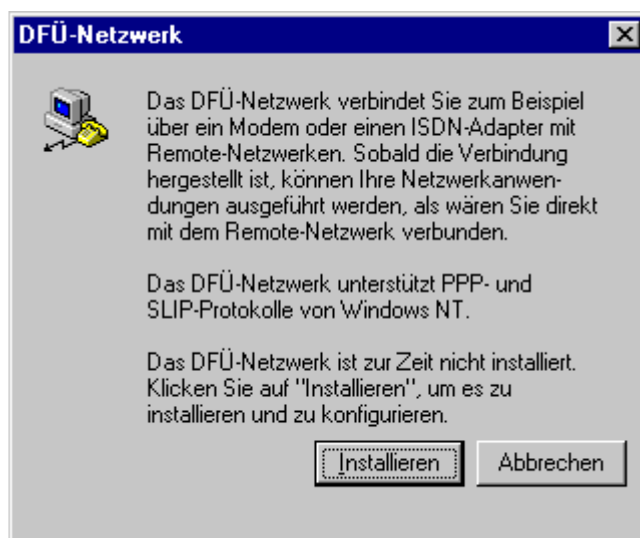 DFÜ-Netzwerk
Das DFÜ-Netzwerk verbindet Sie zum Beispiel
über ein Modem oder einen ISDN-Adapter mit
Remote-Netzwerken. Sobald die Verbindung
hergestellt ist, können Ihre Netzwerkanwen-
dungen ausgeführt werden, als wären Sie direkt
mit dem Remote-Netzwerk verbunden.
Das DFÜ-Netzwerk unterstützt PPP- und
SLIP-Protokolle von Windows NT.
Das DFÜ-Netzwerk ist zur Zeit nicht installiert.
Klicken Sie auf "Installieren", um es zu
installieren und zu konfigurieren.
Installieren Abbrechen